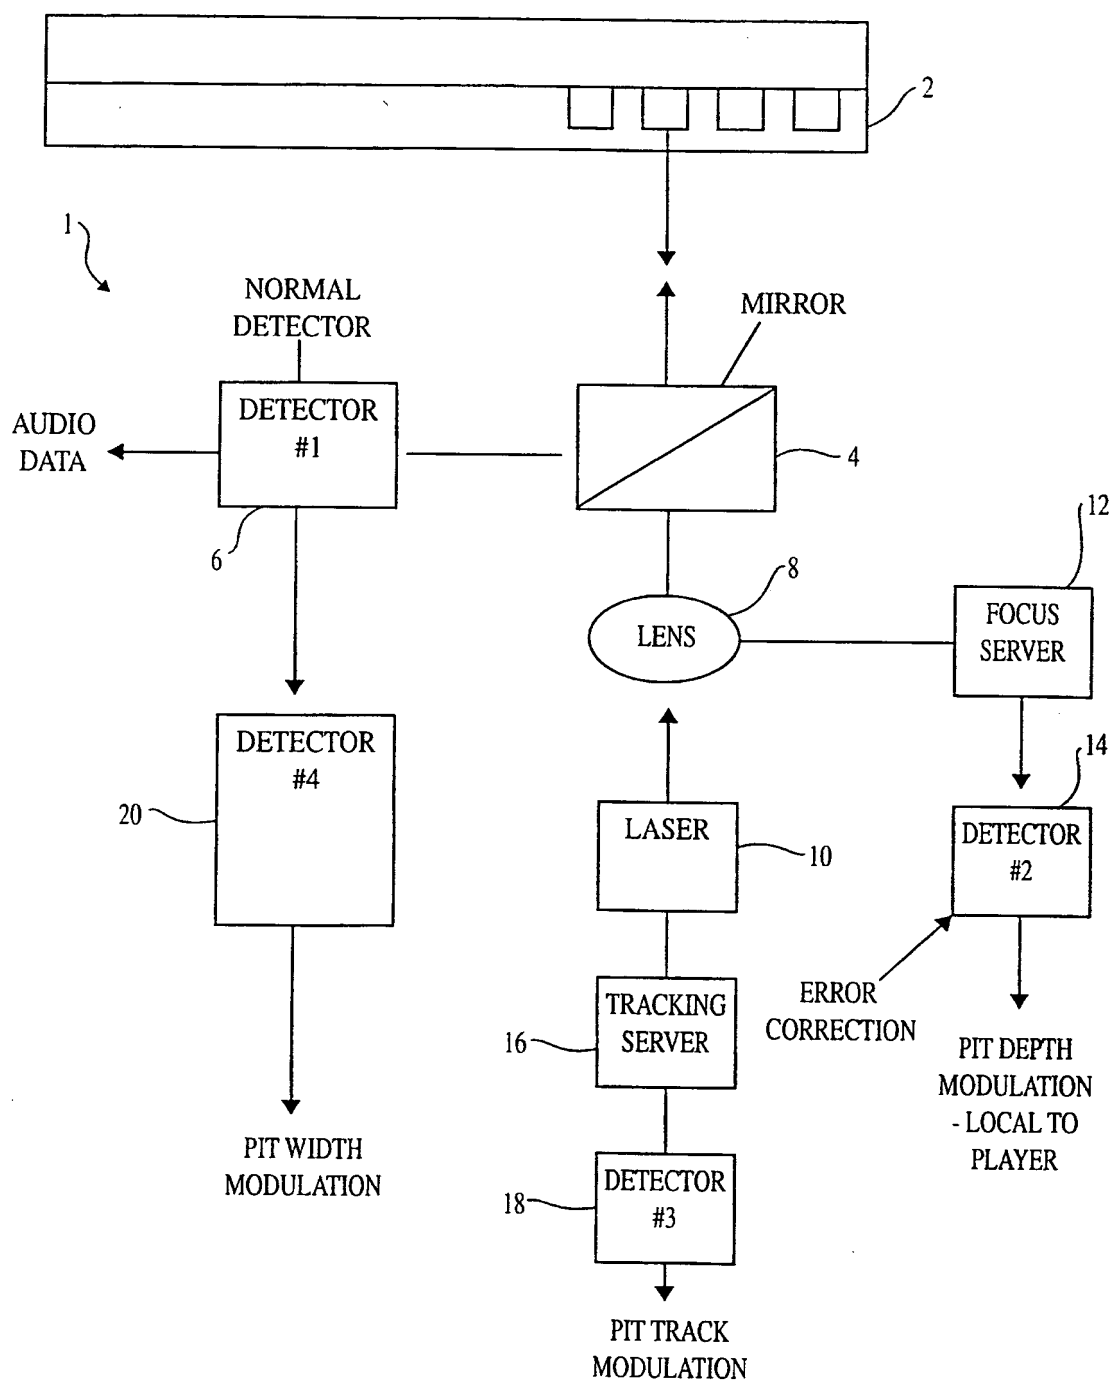 2
1
NORMAL
DETECTOR
MIRROR
DETECTOR
#1
AUDIO
DATA
4
6
12
8
FOCUS
SERVER
LENS
DETECTOR
#4
14
20
LASER
10
DETECTOR
#2
TRACKING
SERVER
16
ERROR
CORRECTION
PIT DEPTH
MODULATION
- LOCAL TO
PLAYER
PIT WIDTH
MODULATION
DETECTOR
#3
18
PIT TRACK
MODULATION